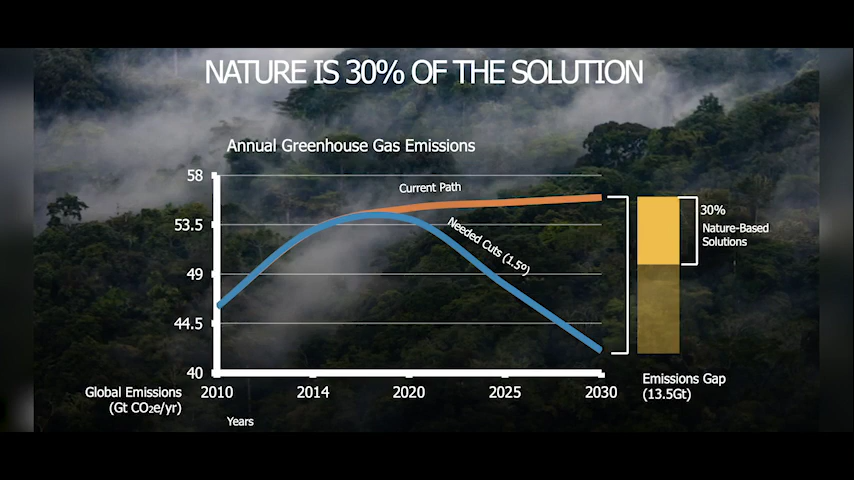 NATURE IS 30% OF THE SOLUTION
Annual Greenhouse Gas Emissions
58
53.5
49
44.5
40
Current Path
Needed Cuts (1.5º)
30%
Nature-Based
Solutions
Global Emissions
(Gt CO₂e/yr)
2010
2014
2020
2025
2030
Years
Emissions Gap
(13.5Gt)